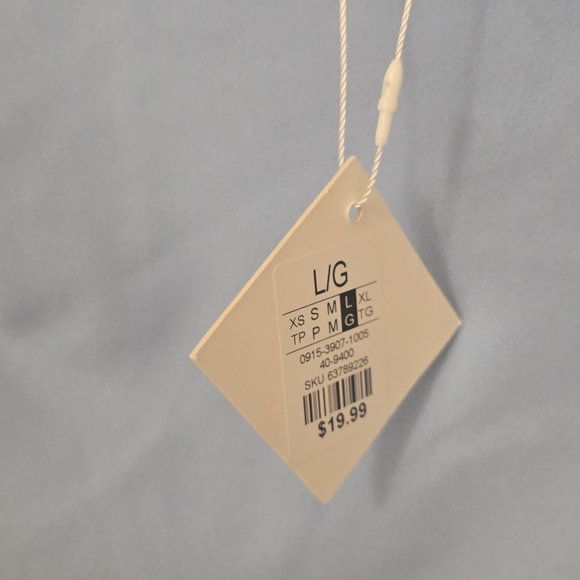 L/G
XS S M L XL
TP P M G TG
0915-3907-1005
40-9400
SKU 63789226
$19.99